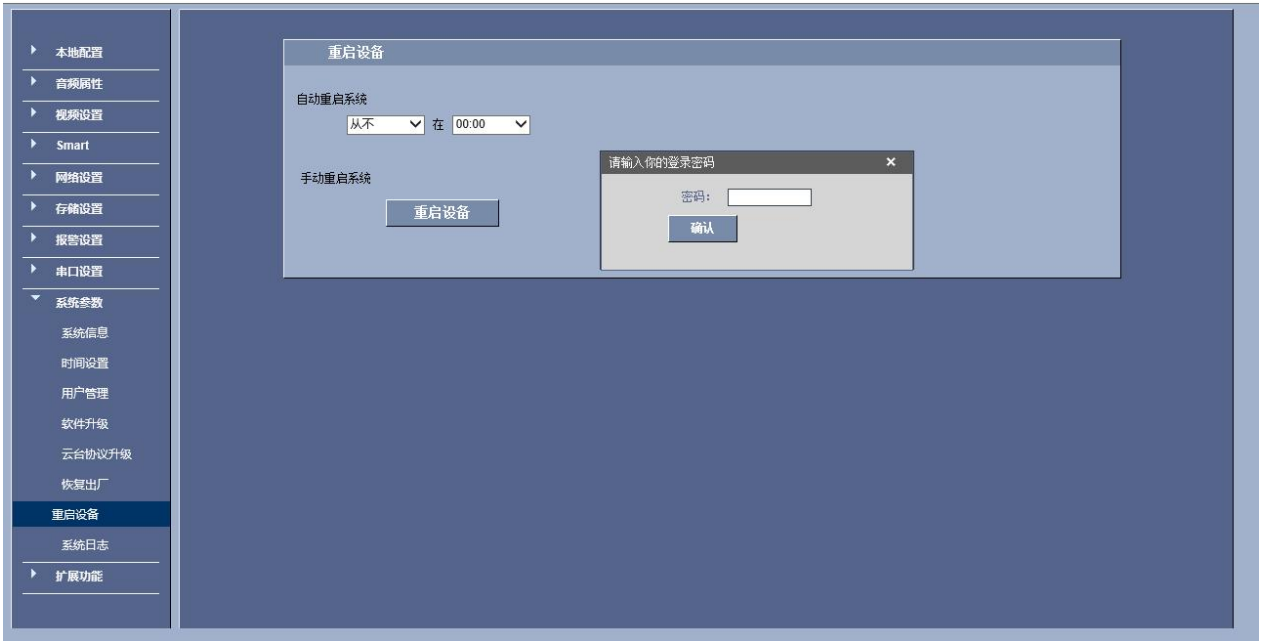 本地配置
音频属性
视频设置
Smart
网络设置
存储设置
报警设置
串口设置
系统参数
系统信息
时间设置
用户管理
软件升级
云台协议升级
恢复出厂
重启设备
系统日志
扩展功能
重启设备
自动重启系统
从不 在 00:00
手动重启系统
重启设备
请输入你的登录密码 ×
密码：
确认